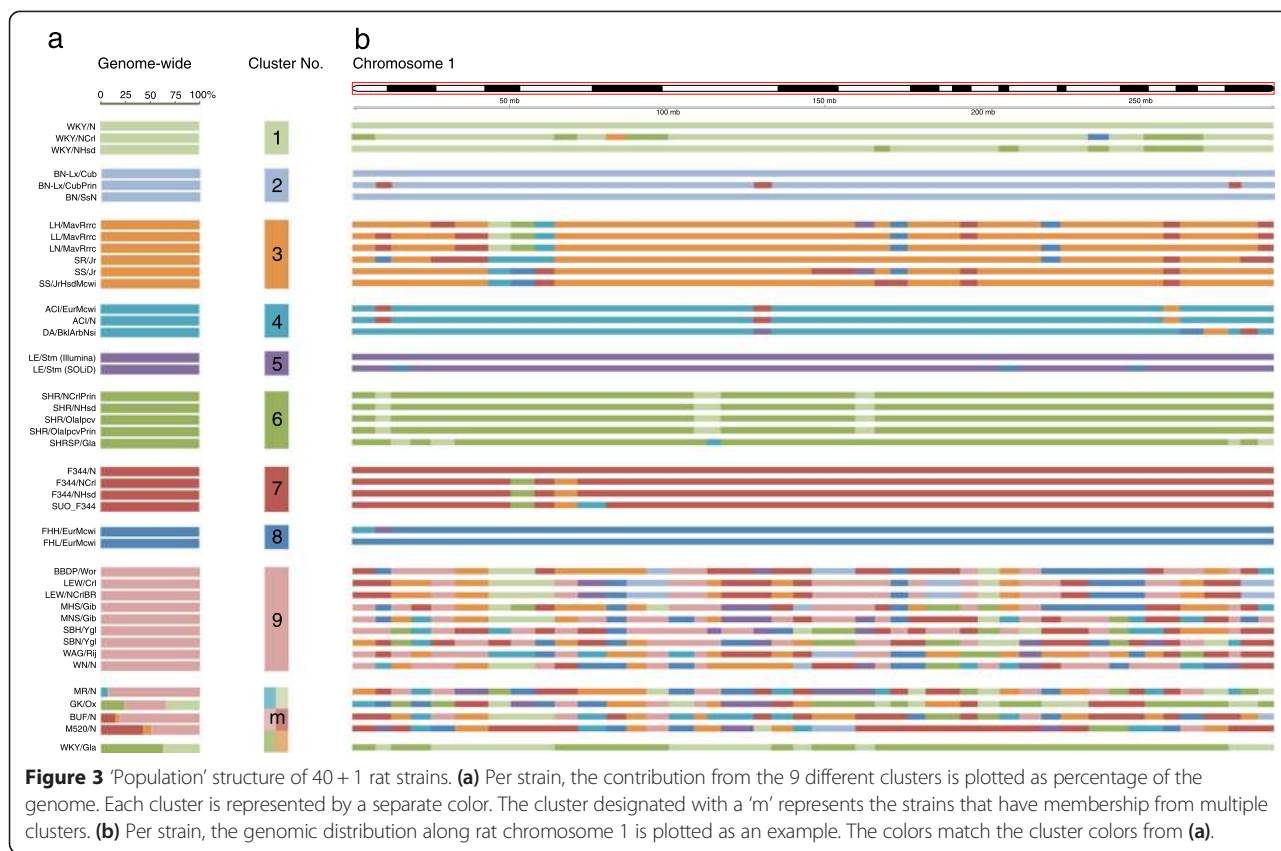 a
b
Genome-wide
Cluster No.
Chromosome 1
0 25 50 75 100%
50 mb
100 mb
150 mb
200 mb
250 mb
WKY/N
WKY/NCrl
WKY/NHsd
1
BN-Lx/Cub
BN-Lx/CubPrin
BN/SsN
2
LH/MavRrrc
LL/MavRrrc
LN/MavRrrc
SR/Jr
SS/Jr
SS/JrHsdMcwi
3
ACI/EurMcwi
ACI/N
DA/BklArbNsi
4
LE/Stm (Illumina)
LE/Stm (SOLiD)
5
SHR/NCrlPrin
SHR/NHsd
SHR/OlaIpcv
SHR/OlaIpcvPrin
SHRSP/Gla
6
F344/N
F344/NCrl
F344/NHsd
SUO_F344
7
FHH/EurMcwi
FHL/EurMcwi
8
BBDP/Wor
LEW/Crl
LEW/NCrlBR
MHS/Gib
MNS/Gib
SBH/Ygl
SBN/Ygl
WAG/Rij
WN/N
9
MR/N
GK/Ox
BUF/N
M520/N
WKY/Gla
m
Figure 3 'Population' structure of 40 + 1 rat strains. (a) Per strain, the contribution from the 9 different clusters is plotted as percentage of the
genome. Each cluster is represented by a separate color. The cluster designated with a 'm' represents the strains that have membership from multiple
clusters. (b) Per strain, the genomic distribution along rat chromosome 1 is plotted as an example. The colors match the cluster colors from (a).